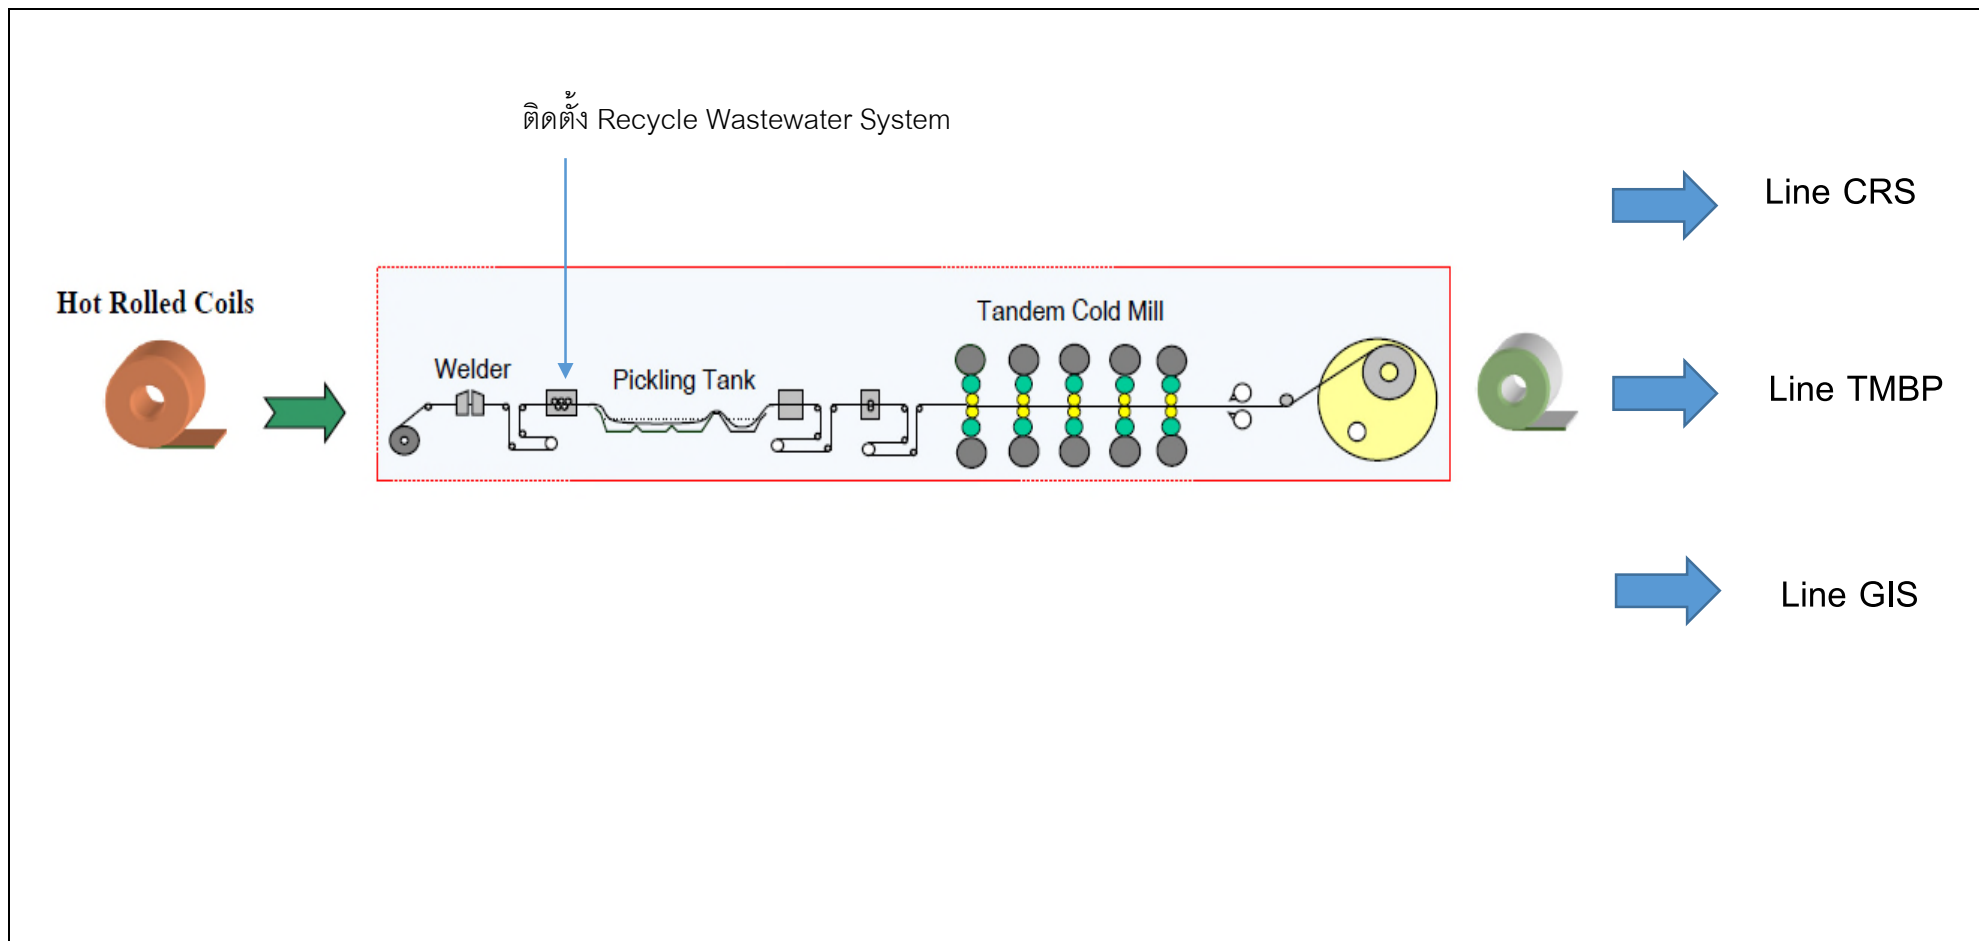 ติดตั้ง Recycle Wastewater System
Line CRS
Hot Rolled Coils
Tandem Cold Mill
Welder
Pickling Tank
Line TMBP
Line GIS